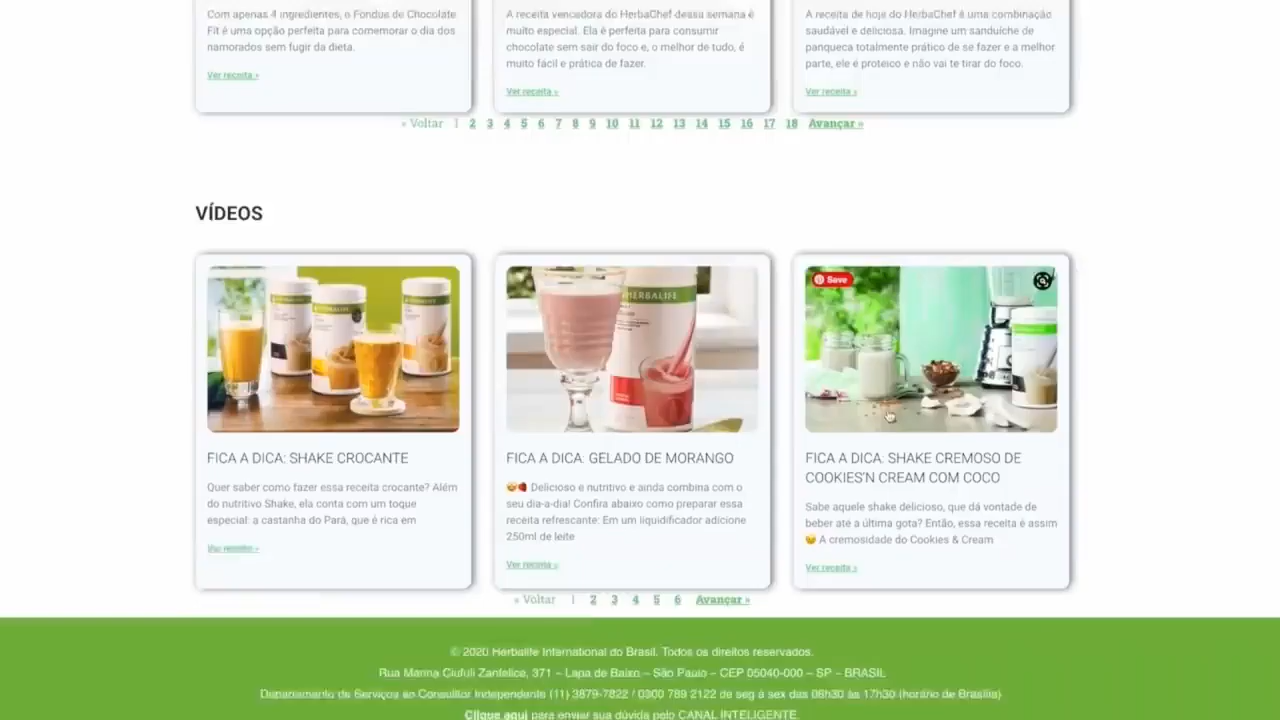 Com apenas 4 ingredientes, o Fondue de Chocolate
Fit é uma opção perfeita para comemorar o dia dos
namorados sem fugir da dieta.
Ver receita »
A receita vencedora do HerbaChef dessa semana é
muito especial. Ela é perfeita para consumir
chocolate sem sair do foco e, o melhor de tudo, é
muito fácil e prática de fazer.
Ver receita »
A receita de hoje do HerbaChef é uma combinação
saudável e deliciosa. Imagine um sanduíche de
panqueca totalmente prático de se fazer e a melhor
parte, ele é proteico e não vai te tirar do foco.
Ver receita »
« Voltar 1 2 3 4 5 6 7 8 9 10 11 12 13 14 15 16 17 18 Avançar »
VÍDEOS
HERBALIFE
FICA A DICA: SHAKE CROCANTE
Quer saber como fazer essa receita crocante? Além
do nutritivo Shake, ela conta com um toque
especial: a castanha do Pará, que é rica em
Ver receita »
HERBALIFE
FICA A DICA: GELADO DE MORANGO
🤩🍓 Delicioso e nutritivo e ainda combina com o
seu dia-a-dia! Confira abaixo como preparar essa
receita refrescante: Em um liquidificador adicione
250ml de leite
Ver receita »
Save
FICA A DICA: SHAKE CREMOSO DE
COOKIES'N CREAM COM COCO
Sabe aquele shake delicioso, que dá vontade de
beber até a última gota? Então, essa receita é assim
😉 A cremosidade do Cookies & Cream
Ver receita »
« Voltar 1 2 3 4 5 6 Avançar »
© 2020 Herbalife International do Brasil. Todos os direitos reservados.
Rua Marina Ciufuli Zanfelice, 371 – Lapa de Baixo – São Paulo – CEP 05040-000 – SP – BRASIL
Departamento de Serviços ao Consultor Independente (11) 3879-7822 / 0300 789 2122 de seg à sex das 08h30 às 17h30 (horário de Brasília)
Clique aqui para enviar sua dúvida pelo CANAL INTELIGENTE.